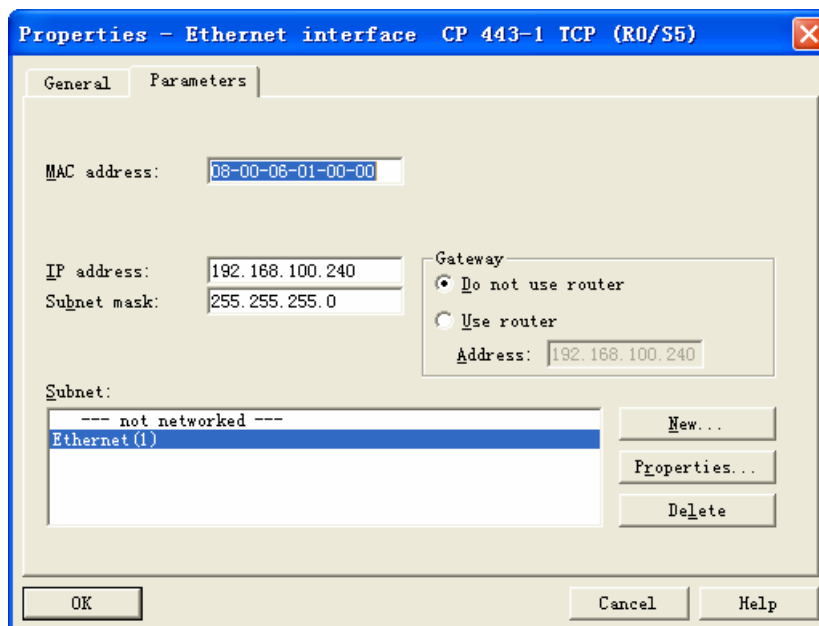 Properties - Ethernet interface CP 443-1 TCP (R0/S5)
General Parameters
MAC address: 08-00-06-01-00-00
IP address: 192.168.100.240
Subnet mask: 255.255.255.0
Gateway
Do not use router
Use router
Address: 192.168.100.240
Subnet:
--- not networked ---
Ethernet(1)
New...
Properties...
Delete
OK Cancel Help